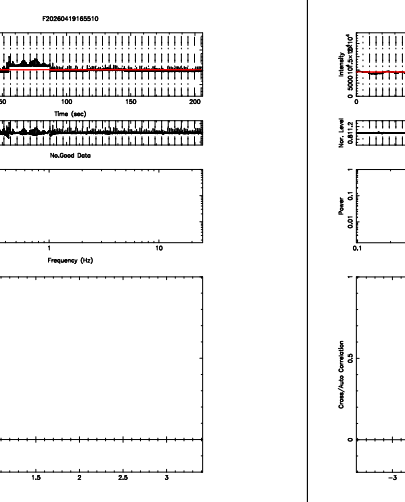 F20260419165510
50 100 150 200
Time (sec)
No.Good Data
1 10
Frequency (Hz)
1.5 2 2.5 3
Intensity
0
Nor. Level
Power
0.01 0.1 1
0.1
Cross/Auto Correlation
0 0.5 1
-3